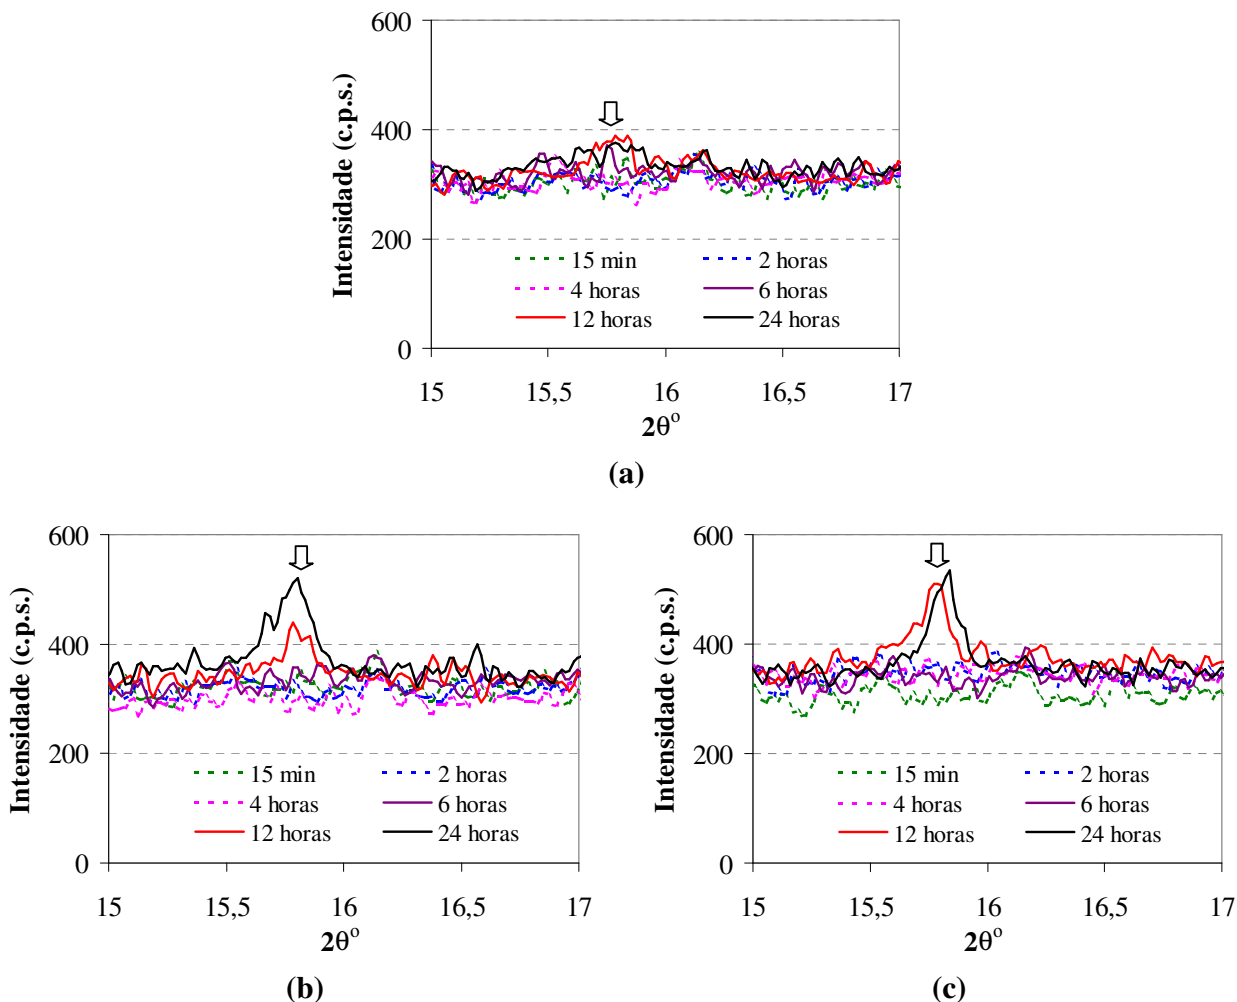 600
400
200
0
Intensidade (c.p.s.)
15 min
2 horas
4 horas
6 horas
12 horas
24 horas
15 15,5 16 16,5 17
2θº
(a)
600
400
200
0
Intensidade (c.p.s.)
15 min
2 horas
4 horas
6 horas
12 horas
24 horas
15 15,5 16 16,5 17
2θº
(b)
600
400
200
0
Intensidade (c.p.s.)
15 min
2 horas
4 horas
6 horas
12 horas
24 horas
15 15,5 16 16,5 17
2θº
(c)